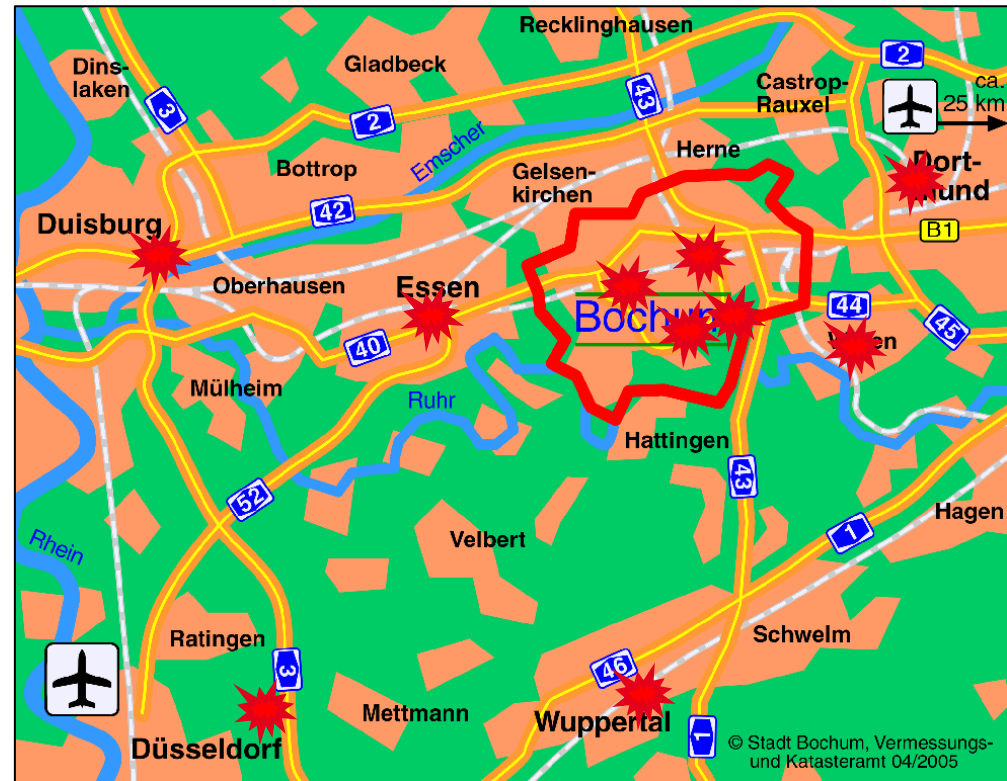 Recklinghausen
Dins-
laken
Gladbeck
2
Castrop-
Rauxel
ca.
25 km
3
43
2
Emscher
Herne
Bottrop
Gelsen-
kirchen
Dort-
mund
42
Duisburg
B1
Oberhausen
Essen
44
Bochum
45
40
Witten
Mülheim
Ruhr
Hattingen
43
52
Hagen
1
Velbert
Rhein
Ratingen
Schwelm
46
3
Mettmann
Wuppertal
1
Düsseldorf
© Stadt Bochum, Vermessungs-
und Katasteramt 04/2005